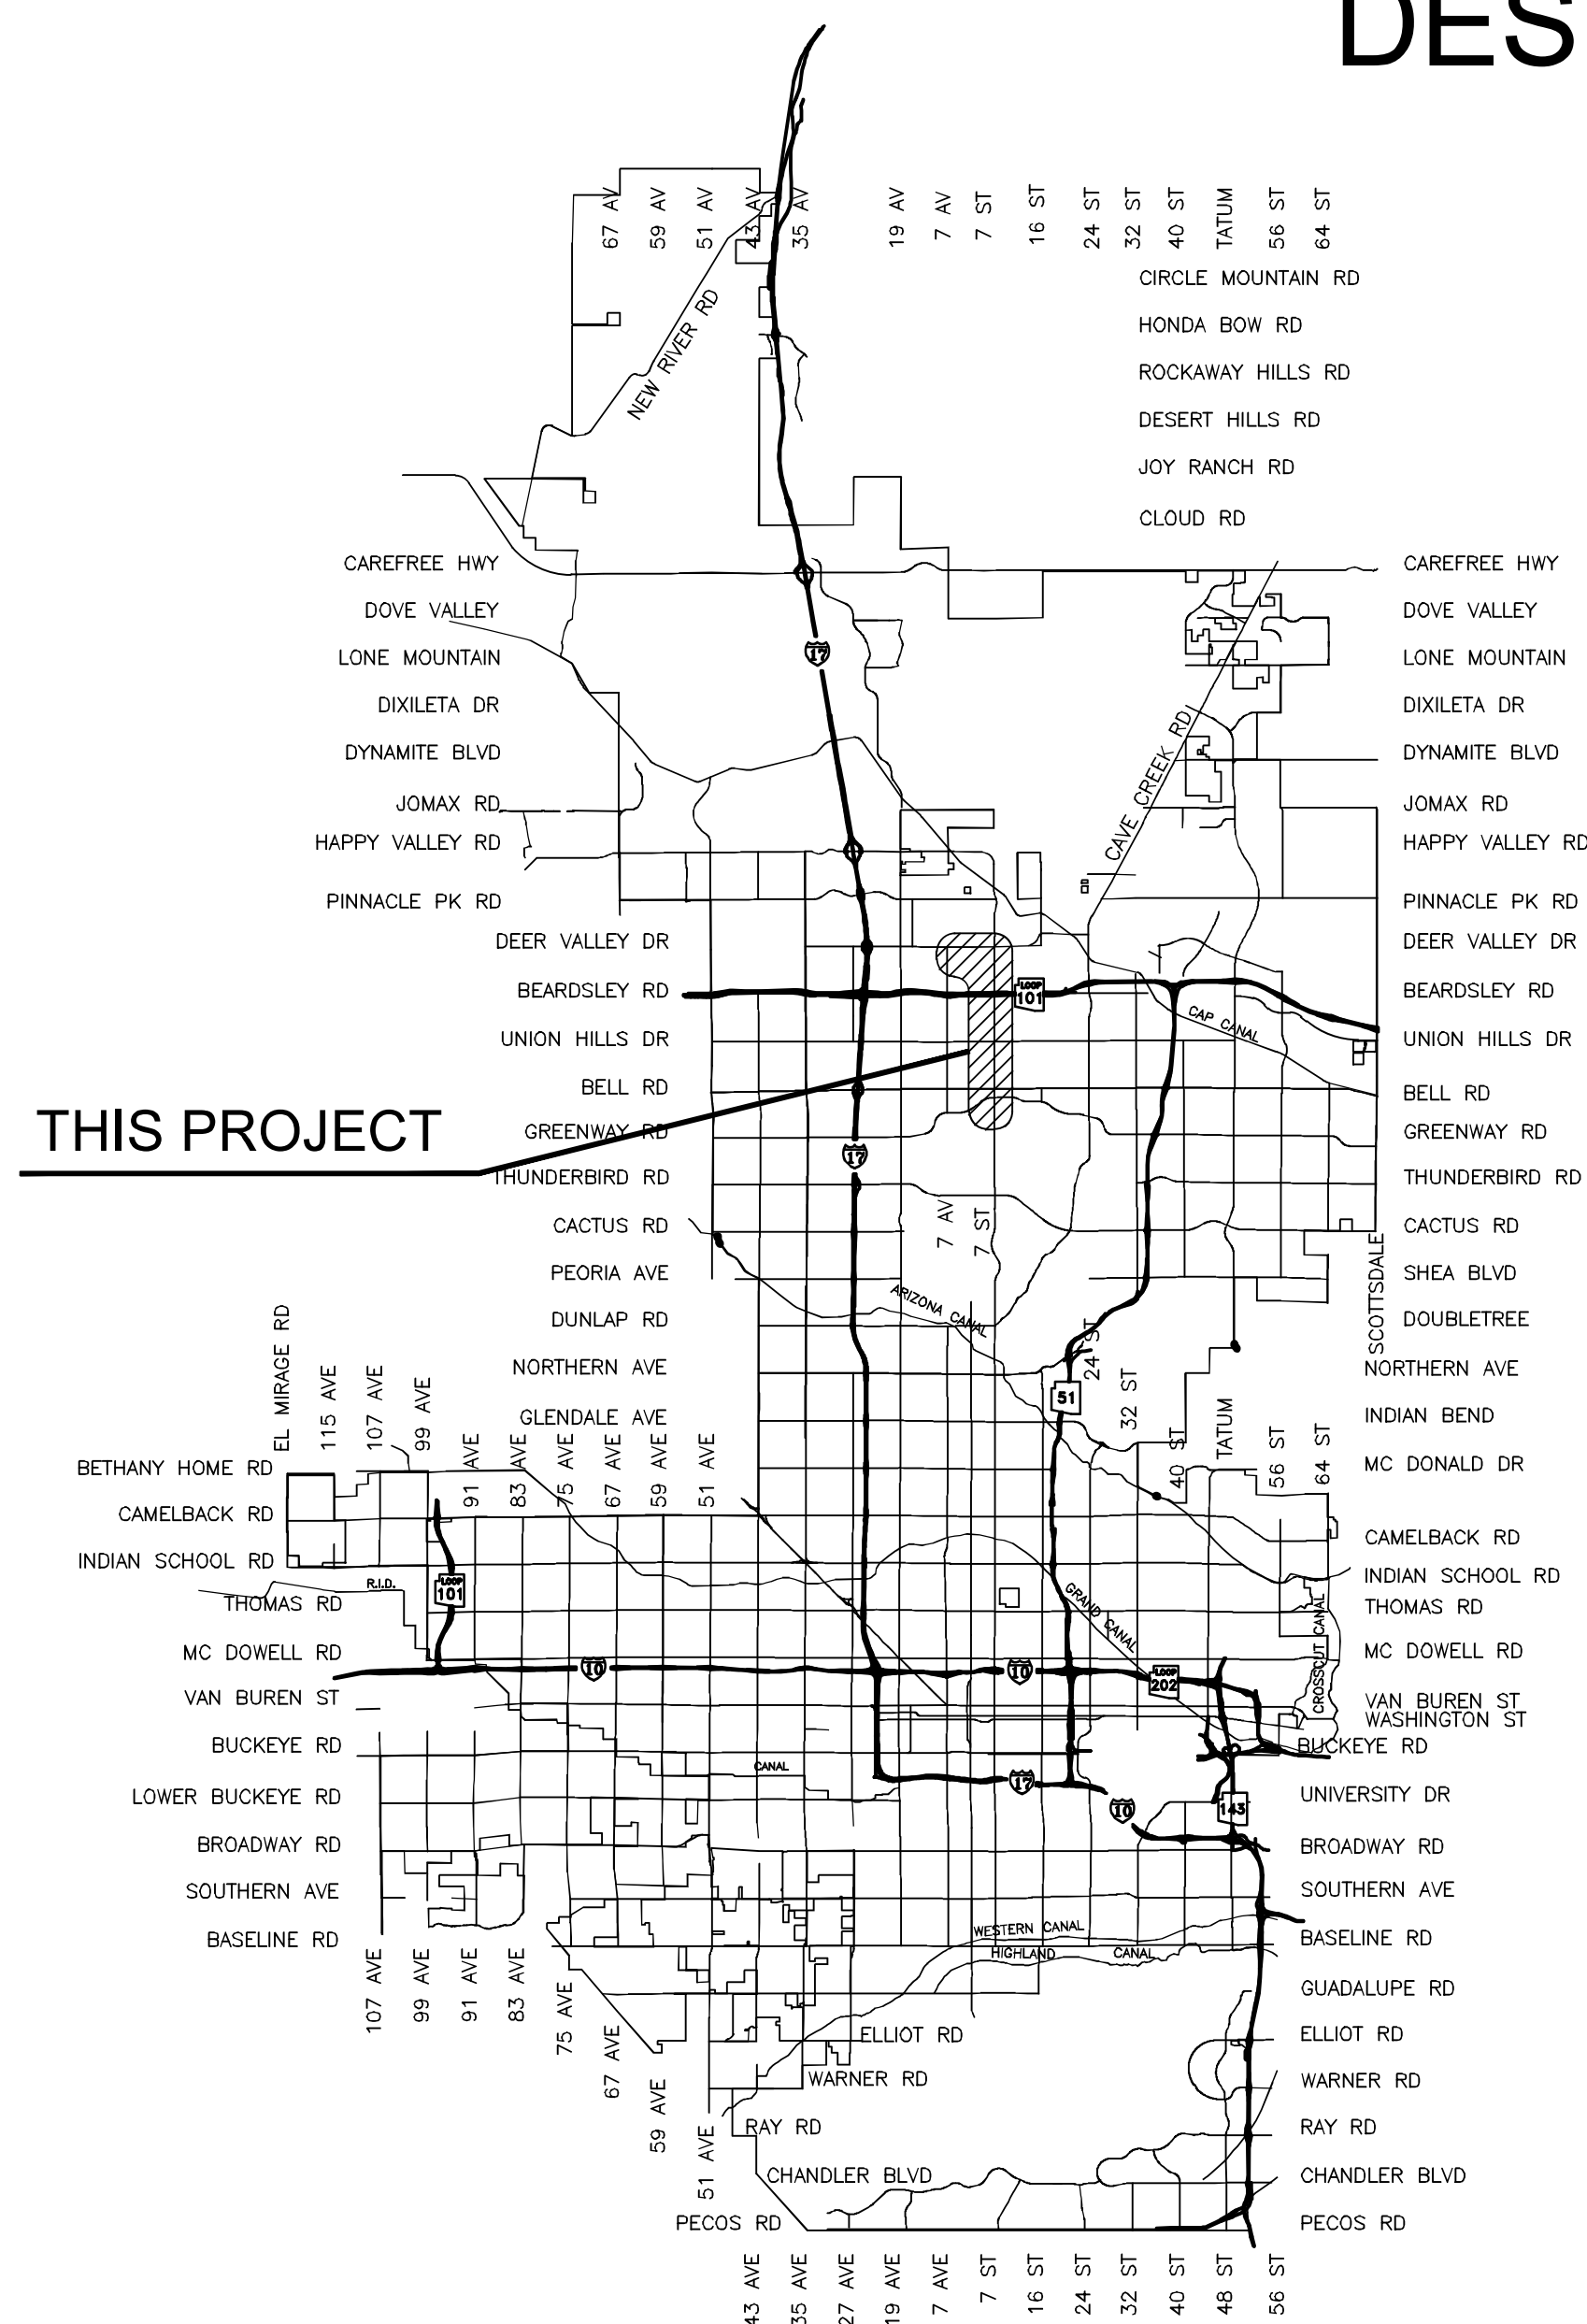 DES
67 AV
59 AV
51 AV
43 AV
35 AV
19 AV
7 AV
7 ST
16 ST
24 ST
32 ST
40 ST
TATUM
56 ST
64 ST
CIRCLE MOUNTAIN RD
HONDA BOW RD
ROCKAWAY HILLS RD
DESERT HILLS RD
JOY RANCH RD
CLOUD RD
NEW RIVER RD
CAREFREE HWY
CAREFREE HWY
DOVE VALLEY
DOVE VALLEY
LONE MOUNTAIN
17
LONE MOUNTAIN
DIXILETA DR
DIXILETA DR
DYNAMITE BLVD
CAVE CREEK RD
DYNAMITE BLVD
JOMAX RD
JOMAX RD
HAPPY VALLEY RD
HAPPY VALLEY RD
PINNACLE PK RD
PINNACLE PK RD
DEER VALLEY DR
DEER VALLEY DR
BEARDSLEY RD
LOOP
101
BEARDSLEY RD
UNION HILLS DR
CAP CANAL
UNION HILLS DR
BELL RD
BELL RD
THIS PROJECT
GREENWAY RD
17
GREENWAY RD
THUNDERBIRD RD
THUNDERBIRD RD
CACTUS RD
7 AV
7 ST
CACTUS RD
PEORIA AVE
SCOTTSDALE
SHEA BLVD
ARIZONA CANAL
DUNLAP RD
DOUBLETREE
NORTHERN AVE
24 ST
NORTHERN AVE
51
GLENDALE AVE
INDIAN BEND
EL MIRAGE RD
115 AVE
107 AVE
99 AVE
91 AVE
83 AVE
75 AVE
67 AVE
59 AVE
51 AVE
32 ST
40 ST
TATUM
56 ST
64 ST
BETHANY HOME RD
MC DONALD DR
CAMELBACK RD
CAMELBACK RD
INDIAN SCHOOL RD
INDIAN SCHOOL RD
R.I.D.
LOOP
101
GRAND CANAL
CROSSCUT CANAL
THOMAS RD
THOMAS RD
MC DOWELL RD
MC DOWELL RD
10
10
LOOP
202
VAN BUREN ST
VAN BUREN ST
WASHINGTON ST
BUCKEYE RD
BUCKEYE RD
CANAL
17
LOWER BUCKEYE RD
UNIVERSITY DR
10
143
BROADWAY RD
BROADWAY RD
SOUTHERN AVE
SOUTHERN AVE
WESTERN CANAL
BASELINE RD
BASELINE RD
HIGHLAND CANAL
107 AVE
99 AVE
91 AVE
83 AVE
75 AVE
67 AVE
59 AVE
51 AVE
GUADALUPE RD
ELLIOT RD
ELLIOT RD
WARNER RD
WARNER RD
RAY RD
RAY RD
CHANDLER BLVD
CHANDLER BLVD
PECOS RD
PECOS RD
43 AVE
35 AVE
27 AVE
19 AVE
7 AVE
7 ST
16 ST
24 ST
32 ST
40 ST
48 ST
56 ST